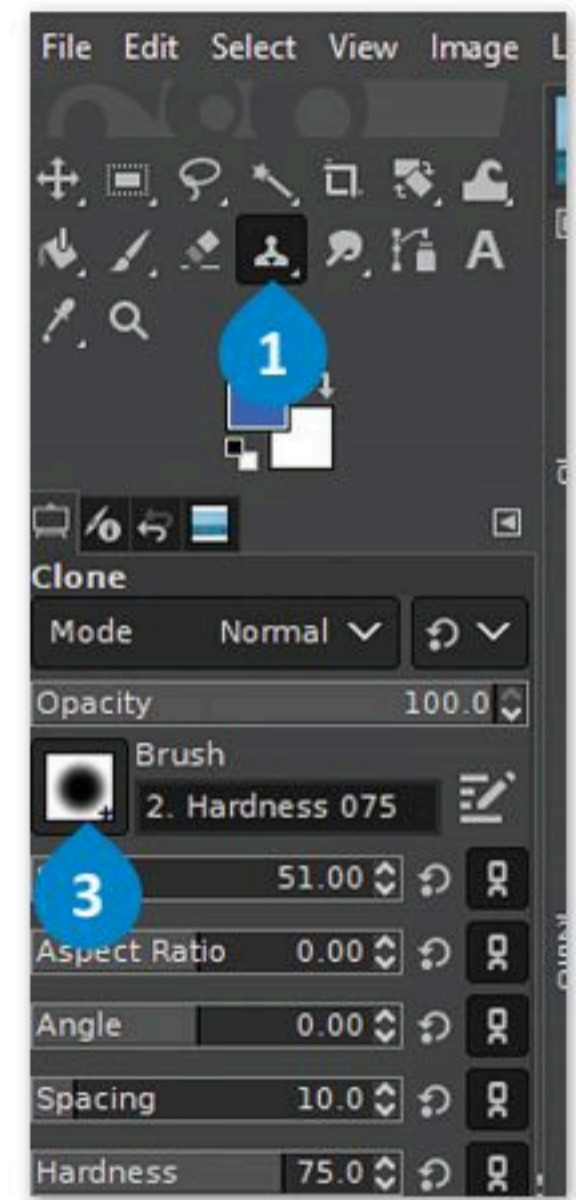 File Edit Select View Image
A
1
Clone
Mode Normal
Opacity 100.0
Brush
2. Hardness 075
3
51.00
Aspect Ratio 0.00
Angle 0.00
Spacing 10.0
Hardness 75.0